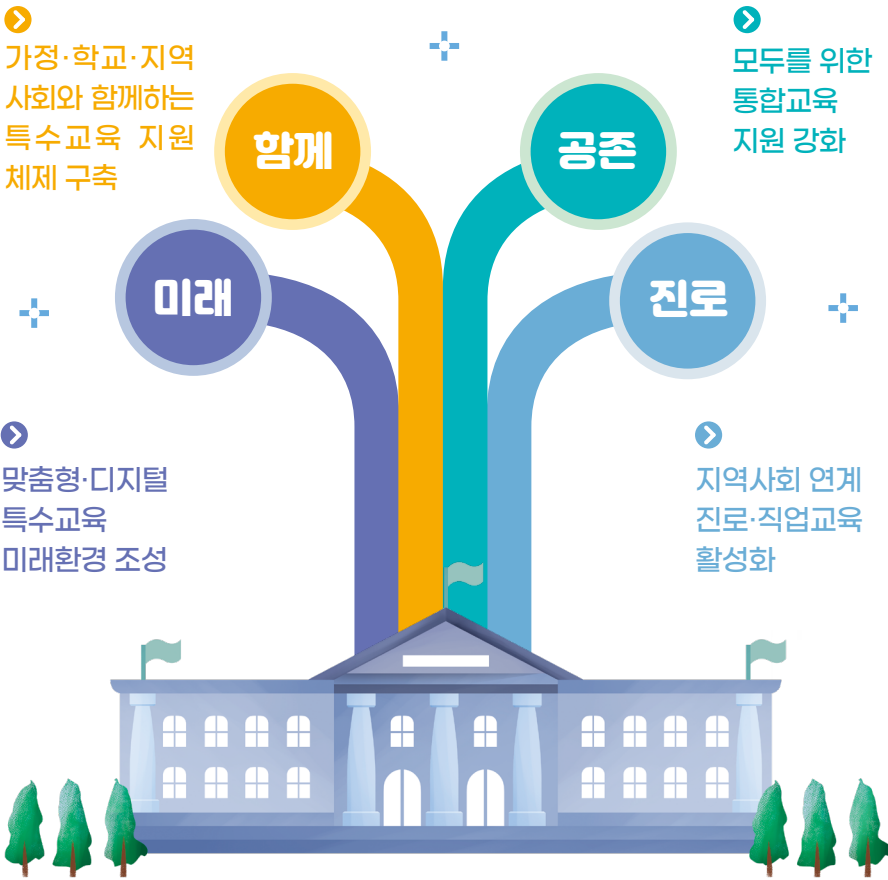 가정·학교·지역
사회와 함께하는
특수교육 지원
체제 구축
함께
공존
모두를 위한
통합교육
지원 강화
미래
진로
맞춤형·디지털
특수교육
미래환경 조성
지역사회 연계
진로·직업교육
활성화